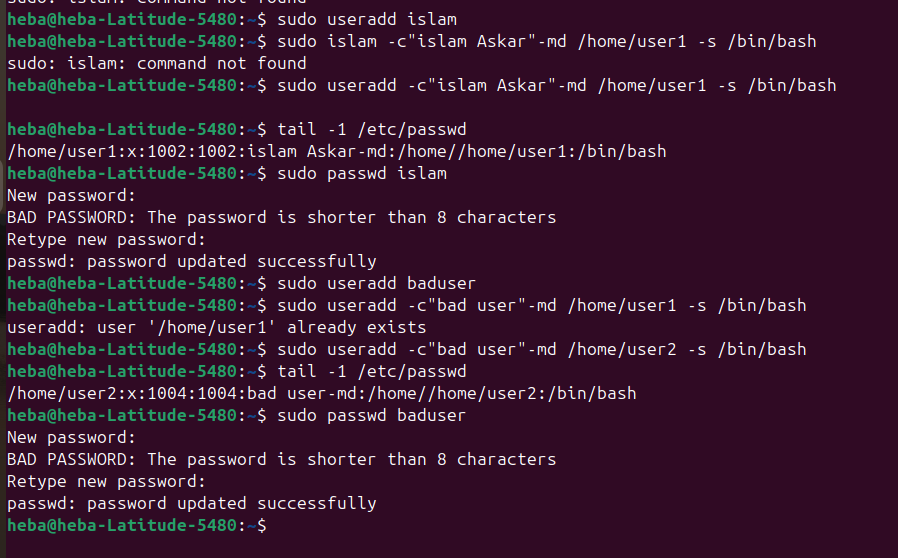 sudo: islam: command not found
heba@heba-Latitude-5480:~$ sudo useradd islam
heba@heba-Latitude-5480:~$ sudo islam -c"islam Askar"-md /home/user1 -s /bin/bash
sudo: islam: command not found
heba@heba-Latitude-5480:~$ sudo useradd -c"islam Askar"-md /home/user1 -s /bin/bash
heba@heba-Latitude-5480:~$ tail -1 /etc/passwd
/home/user1:x:1002:1002:islam Askar-md:/home//home/user1:/bin/bash
heba@heba-Latitude-5480:~$ sudo passwd islam
New password:
BAD PASSWORD: The password is shorter than 8 characters
Retype new password:
passwd: password updated successfully
heba@heba-Latitude-5480:~$ sudo useradd baduser
heba@heba-Latitude-5480:~$ sudo useradd -c"bad user"-md /home/user1 -s /bin/bash
useradd: user '/home/user1' already exists
heba@heba-Latitude-5480:~$ sudo useradd -c"bad user"-md /home/user2 -s /bin/bash
heba@heba-Latitude-5480:~$ tail -1 /etc/passwd
/home/user2:x:1004:1004:bad user-md:/home//home/user2:/bin/bash
heba@heba-Latitude-5480:~$ sudo passwd baduser
New password:
BAD PASSWORD: The password is shorter than 8 characters
Retype new password:
passwd: password updated successfully
heba@heba-Latitude-5480:~$